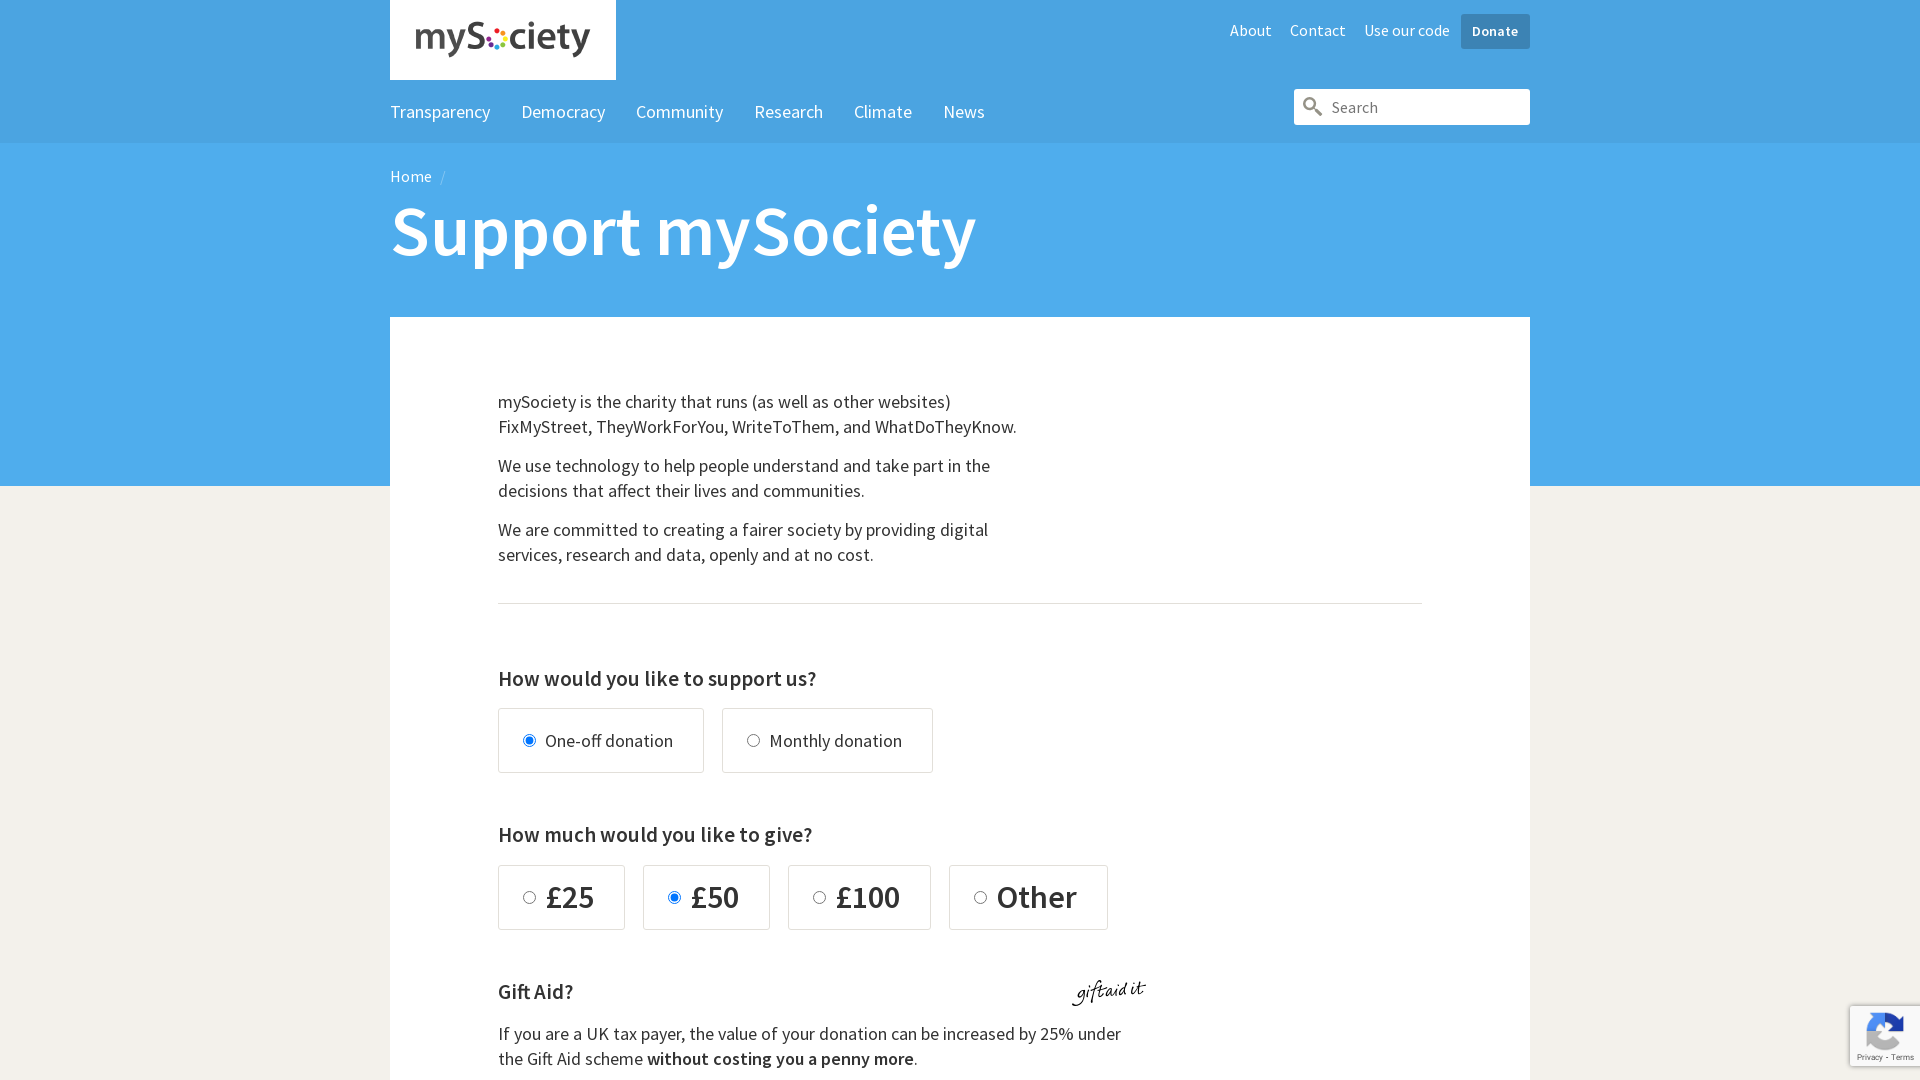 mySociety
About Contact Use our code Donate
Transparency Democracy Community Research Climate News
Search
Home /
Support mySociety
mySociety is the charity that runs (as well as other websites)
FixMyStreet, TheyWorkForYou, WriteToThem, and WhatDoTheyKnow.
We use technology to help people understand and take part in the
decisions that affect their lives and communities.
We are committed to creating a fairer society by providing digital
services, research and data, openly and at no cost.
How would you like to support us?
One-off donation Monthly donation
How much would you like to give?
£25 £50 £100 Other
Gift Aid?
giftaid it
If you are a UK tax payer, the value of your donation can be increased by 25% under
the Gift Aid scheme without costing you a penny more.
Privacy - Terms